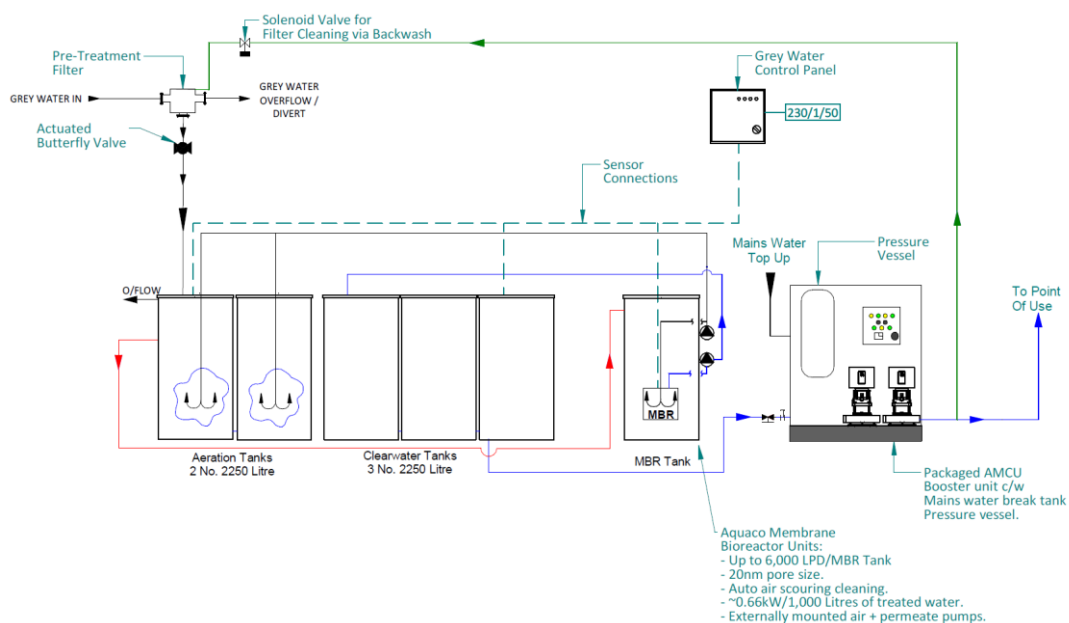 Solenoid Valve for
Filter Cleaning via Backwash
Pre-Treatment
Filter
GREY WATER IN
GREY WATER
OVERFLOW /
DIVERT
Actuated
Butterfly Valve
Grey Water
Control Panel
230/1/50
Sensor
Connections
Mains Water
Top Up
Pressure
Vessel
To Point
Of Use
O/FLOW
MBR
Aeration Tanks
2 No. 2250 Litre
Clearwater Tanks
3 No. 2250 Litre
MBR Tank
Packaged AMCU
Booster unit c/w
Mains water break tank
Pressure vessel.
Aquaco Membrane
Bioreactor Units:
- Up to 6,000 LPD/MBR Tank
- 20nm pore size.
- Auto air scouring cleaning.
- ~0.66kW/1,000 Litres of treated water.
- Externally mounted air + permeate pumps.